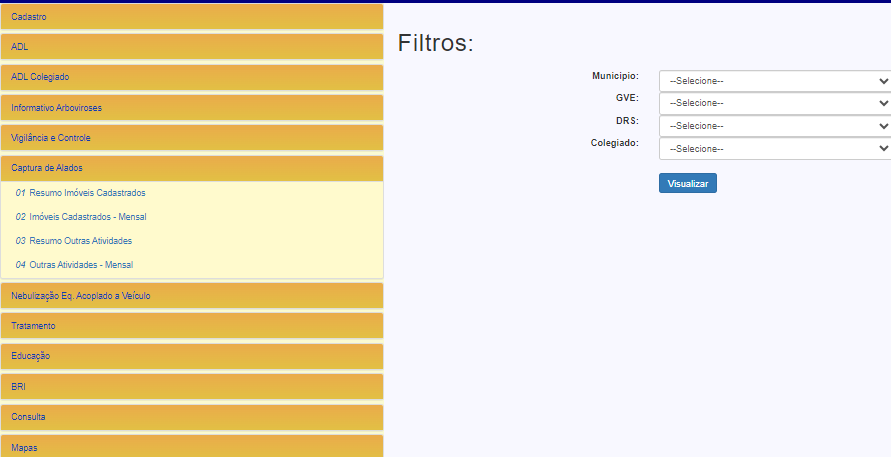 Cadastro
ADL
ADL Colegiado
Informativo Arboviroses
Vigilância e Controle
Captura de Alados
01 Resumo Imóveis Cadastrados
02 Imóveis Cadastrados - Mensal
03 Resumo Outras Atividades
04 Outras Atividades - Mensal
Nebulização Eq. Acoplado a Veículo
Tratamento
Educação
BRI
Consulta
Mapas
Filtros:
Município: --Selecione--
GVE: --Selecione--
DRS: --Selecione--
Colegiado: --Selecione--
Visualizar